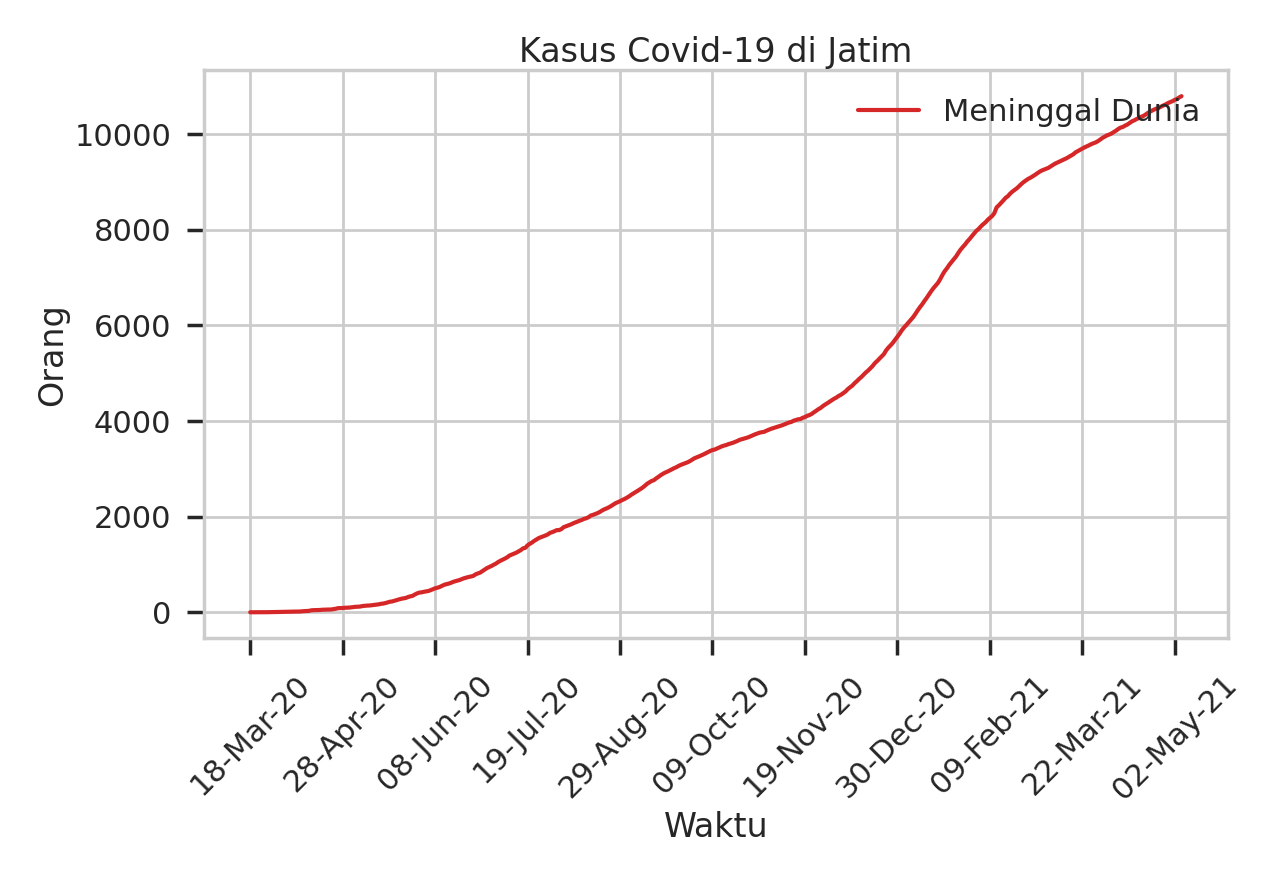 Kasus Covid-19 di Jatim
Meninggal Dunia
10000
8000
6000
4000
2000
0
Orang
18-Mar-20
28-Apr-20
08-Jun-20
19-Jul-20
29-Aug-20
09-Oct-20
19-Nov-20
30-Dec-20
09-Feb-21
22-Mar-21
02-May-21
Waktu